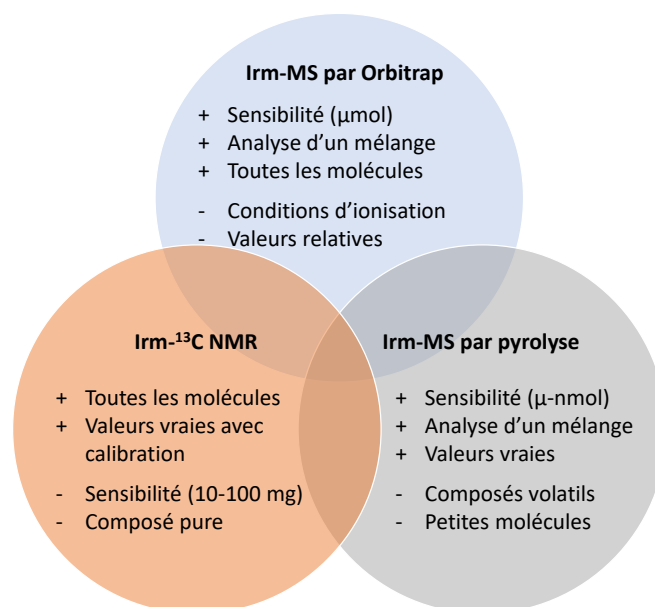 Irm-MS par Orbitrap
+ Sensibilité (µmol)
+ Analyse d’un mélange
+ Toutes les molécules
- Conditions d’ionisation
- Valeurs relatives
Irm-¹³C NMR
+ Toutes les molécules
+ Valeurs vraies avec
calibration
- Sensibilité (10-100 mg)
- Composé pure
Irm-MS par pyrolyse
+ Sensibilité (µ-nmol)
+ Analyse d’un mélange
+ Valeurs vraies
- Composés volatils
- Petites molécules